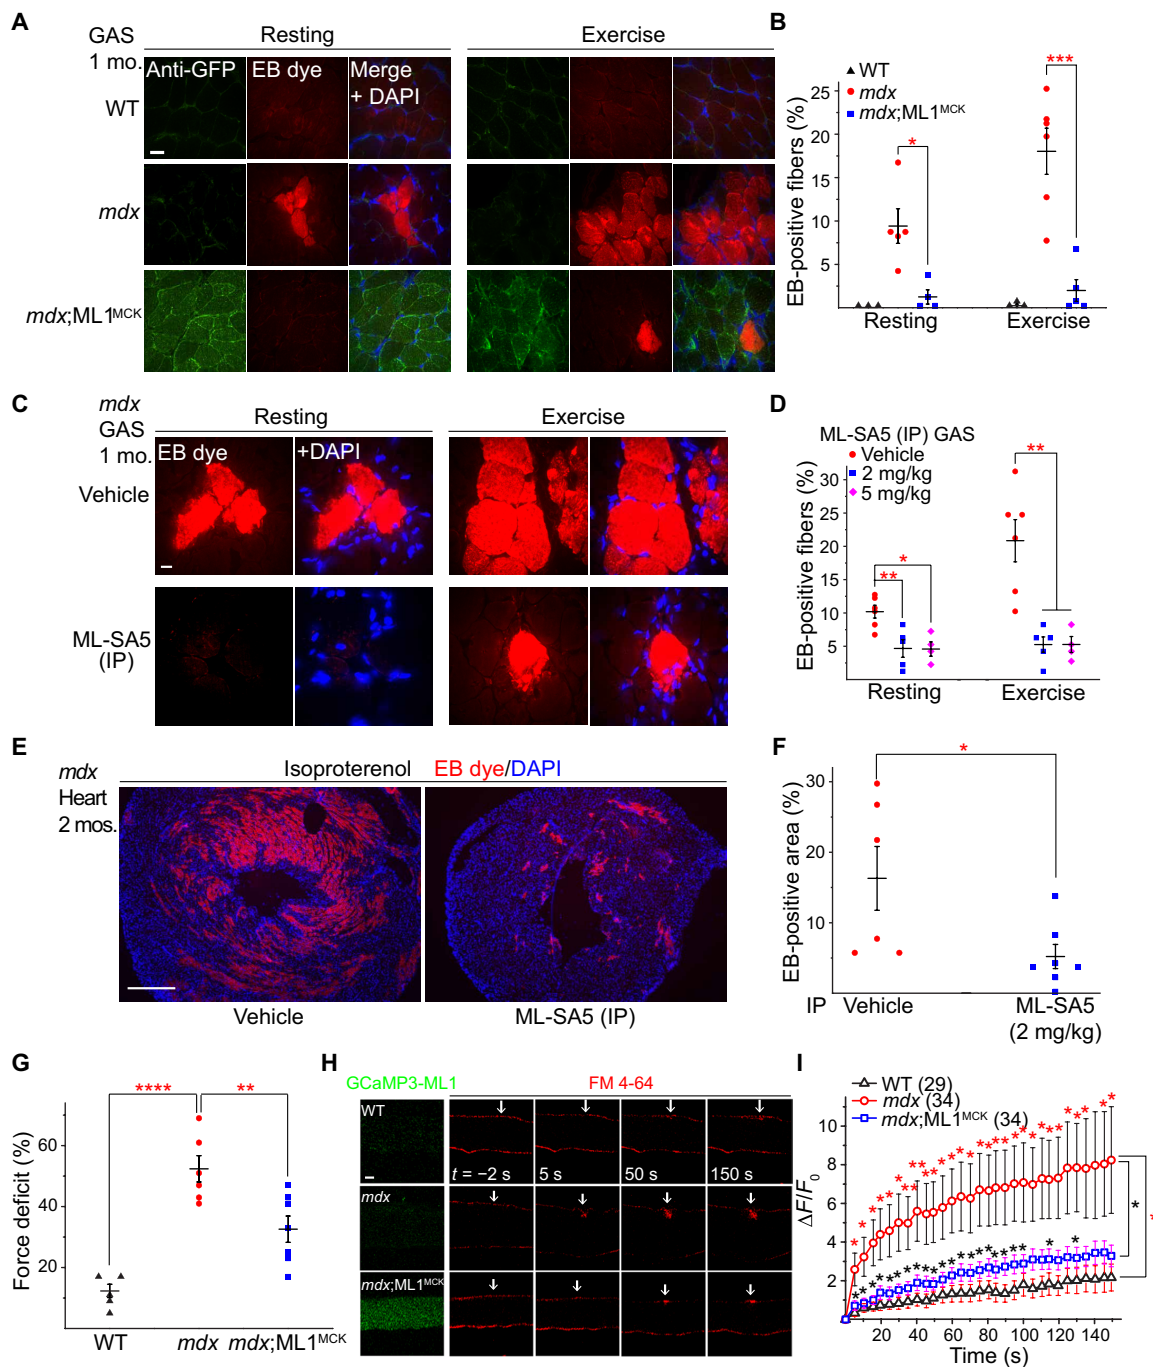 A
GAS
1 mo.
Resting
Exercise
Anti-GFP
EB dye
Merge
+ DAPI
WT
mdx
mdx;ML1MCK
B
WT
mdx
mdx;ML1MCK
EB-positive fibers (%)
25
20
15
10
5
*
***
Resting
Exercise
C
mdx
GAS
1 mo.
Resting
Exercise
EB dye
+DAPI
Vehicle
ML-SA5
(IP)
D
ML-SA5 (IP) GAS
Vehicle
2 mg/kg
5 mg/kg
EB-positive fibers (%)
30
25
20
15
10
5
**
*
**
Resting
Exercise
E
mdx
Heart
2 mos.
Isoproterenol EB dye/DAPI
Vehicle
ML-SA5 (IP)
F
EB-positive area (%)
30
20
10
0
*
IP Vehicle
ML-SA5
(2 mg/kg)
G
Force deficit (%)
60
40
20
0
****
**
WT
mdx
mdx;ML1MCK
H
GCaMP3-ML1
FM 4-64
WT
t = −2 s
5 s
50 s
150 s
mdx
mdx;ML1MCK
I
WT (29)
mdx (34)
mdx;ML1MCK (34)
ΔF/F0
10
8
6
4
2
20 40 60 80 100 120 140
Time (s)
*
*